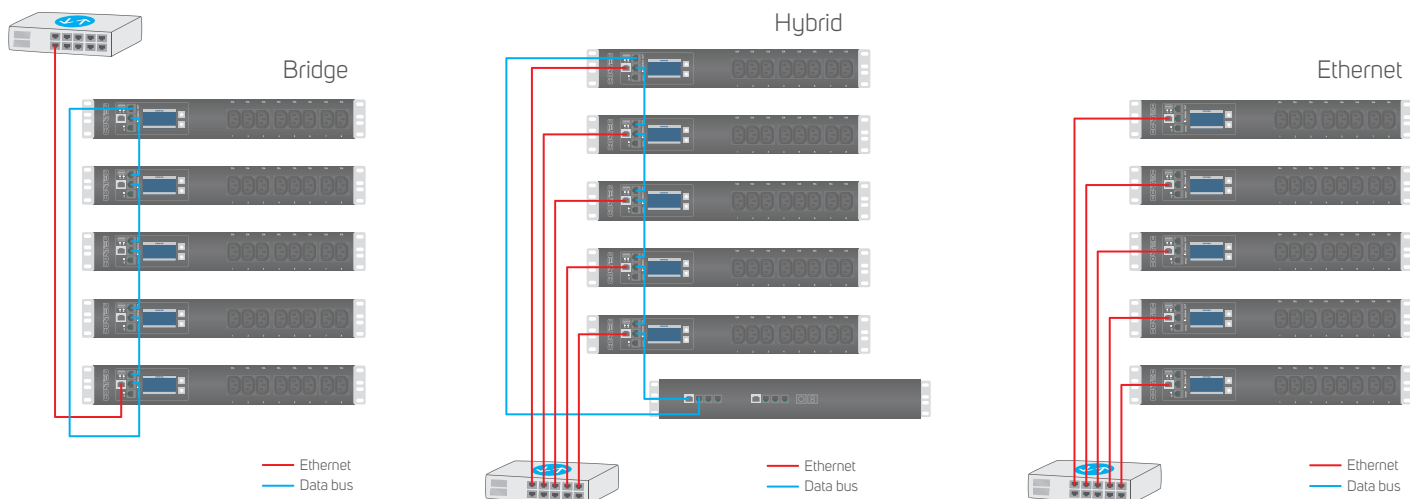 Hybrid
Bridge
Ethernet
Ethernet
Data bus
Ethernet
Data bus
Ethernet
Data bus